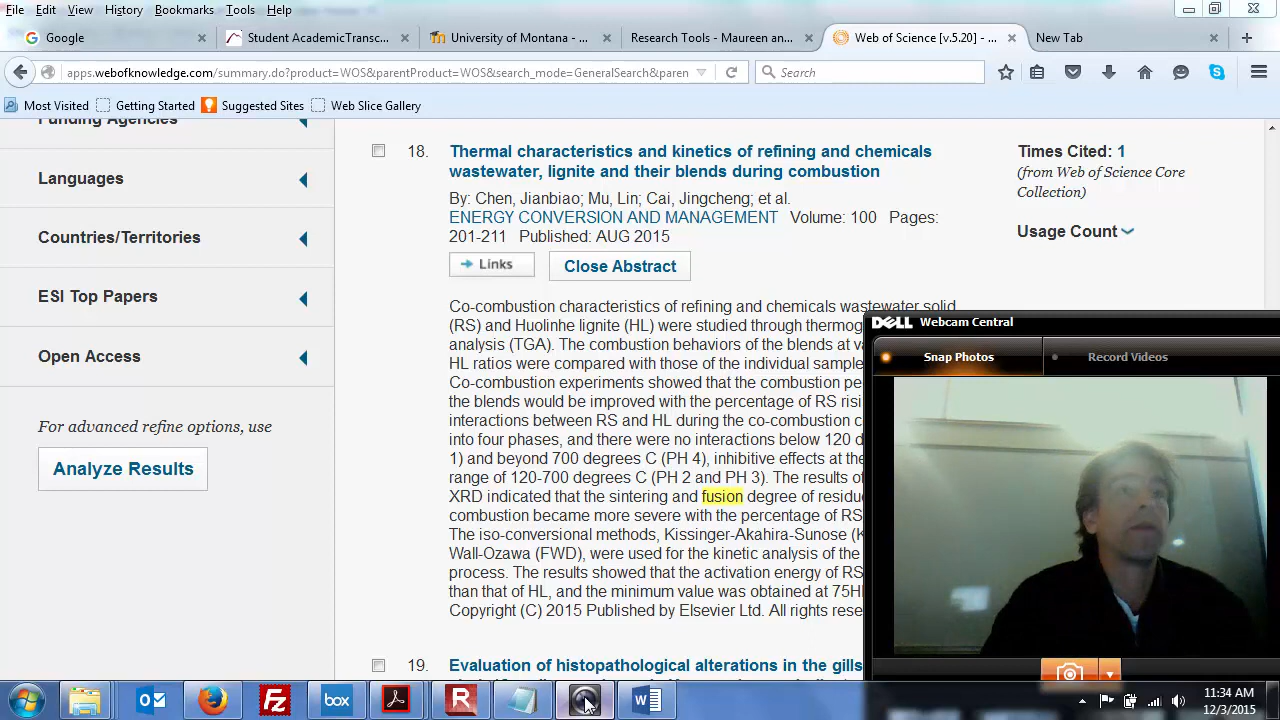 File Edit View History Bookmarks Tools Help
Google
Student AcademicTranscr...
University of Montana - ...
Research Tools - Maureen an...
Web of Science [v.5.20] - ...
New Tab
apps.webofknowledge.com/summary.do?product=WOS&parentProduct=WOS&search_mode=GeneralSearch&paren
Search
Most Visited
Getting Started
Suggested Sites
Web Slice Gallery
Funding Agencies
Languages
Countries/Territories
ESI Top Papers
Open Access
For advanced refine options, use
Analyze Results
18.
Thermal characteristics and kinetics of refining and chemicals
wastewater, lignite and their blends during combustion
By: Chen, Jianbiao; Mu, Lin; Cai, Jingcheng; et al.
ENERGY CONVERSION AND MANAGEMENT Volume: 100 Pages:
201-211 Published: AUG 2015
Links
Close Abstract
Times Cited: 1
(from Web of Science Core
Collection)
Usage Count
Co-combustion characteristics of refining and chemicals wastewater solid
(RS) and Huolinhe lignite (HL) were studied through thermog
analysis (TGA). The combustion behaviors of the blends at va
HL ratios were compared with those of the individual sample
Co-combustion experiments showed that the combustion pe
the blends would be improved with the percentage of RS risi
interactions between RS and HL during the co-combustion c
into four phases, and there were no interactions below 120 d
1) and beyond 700 degrees C (PH 4), inhibitive effects at the
range of 120-700 degrees C (PH 2 and PH 3). The results of
XRD indicated that the sintering and fusion degree of residu
combustion became more severe with the percentage of RS
The iso-conversional methods, Kissinger-Akahira-Sunose (K
Wall-Ozawa (FWD), were used for the kinetic analysis of the
process. The results showed that the activation energy of RS
than that of HL, and the minimum value was obtained at 75H
Copyright (C) 2015 Published by Elsevier Ltd. All rights rese
19.
Evaluation of histopathological alterations in the gills
DELL Webcam Central
Snap Photos
Record Videos
box
11:34 AM
12/3/2015